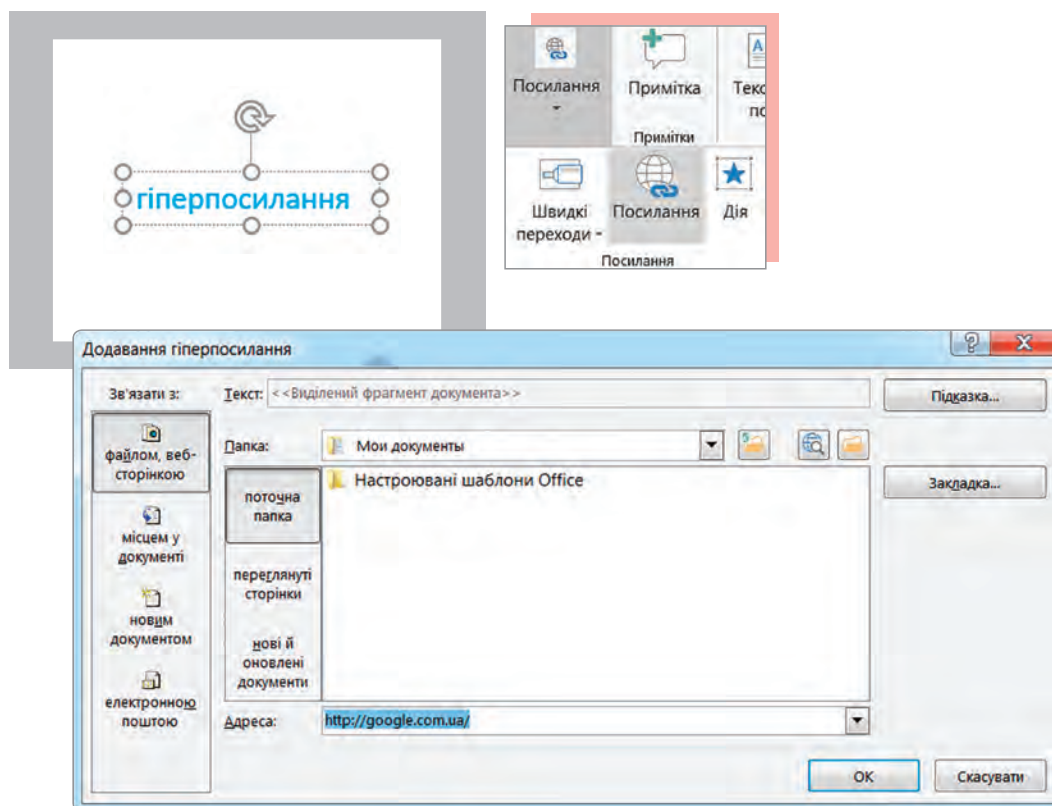 гіперпосилання
Посилання
Примітка
Примітки
Швидкі
переходи
Посилання
Дія
Посилання
Додавання гіперпосилання
Зв'язати з:
Текст: <<Виділений фрагмент документа>>
Підказка...
файлом, веб-
сторінкою
Папка: Мои документы
Закладка...
поточна
папка
Настроювані шаблони Office
місцем у
документі
переглянуті
сторінки
новим
документом
нові й
оновлені
документи
електронною
поштою
Адреса: http://google.com.ua/
ОК
Скасувати